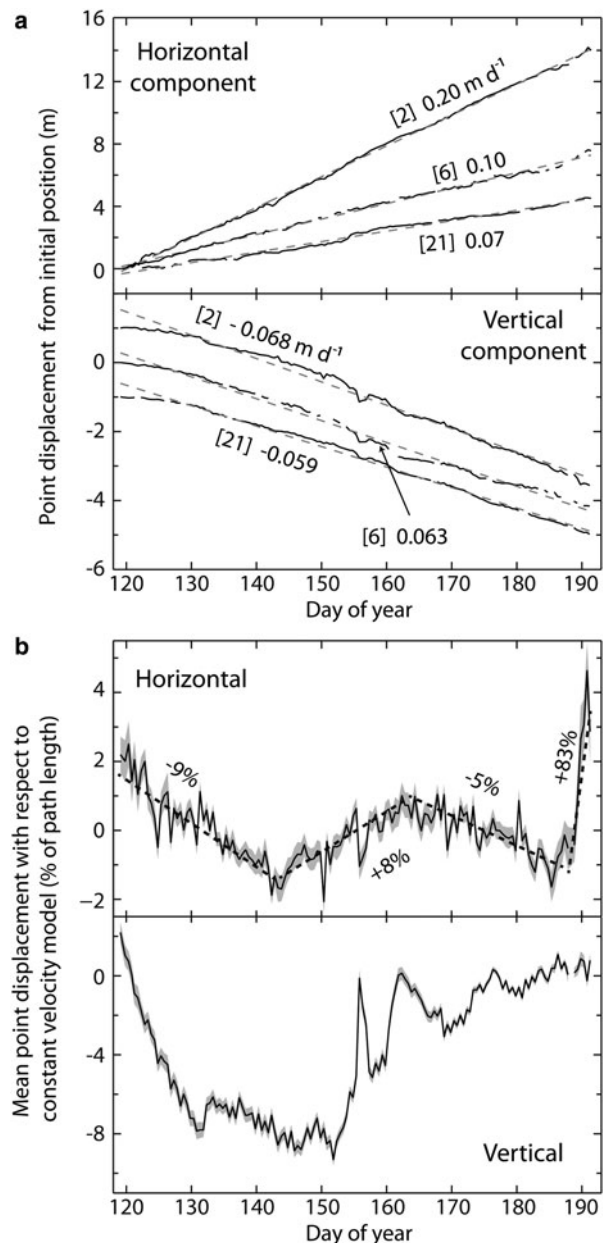 a
Horizontal
component
[2] 0.20 m d⁻¹
[6] 0.10
[21] 0.07
16
12
8
4
0
Vertical
component
[2] - 0.068 m d⁻¹
[21] -0.059
[6] 0.063
0
-2
-4
-6
Point displacement from initial position (m)
120 130 140 150 160 170 180 190
Day of year
b
Horizontal
-9%
+8%
-5%
+83%
4
2
0
−2
Vertical
0
-4
-8
Mean point displacement with respect to
constant velocity model (% of path length)
120 130 140 150 160 170 180 190
Day of year